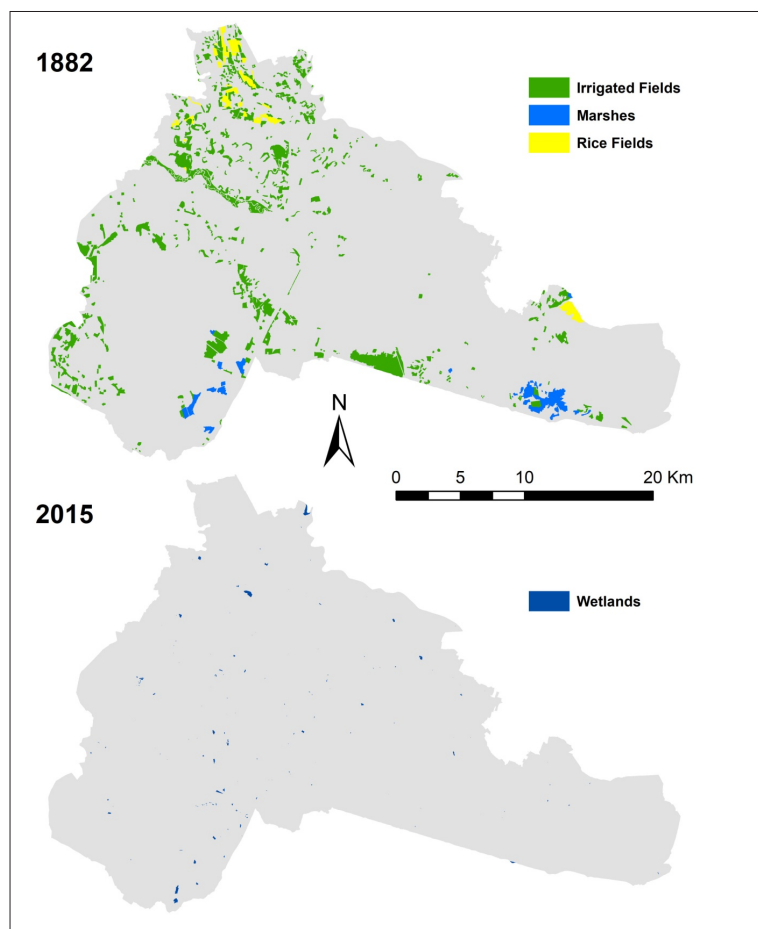 1882
Irrigated Fields
Marshes
Rice Fields
N
0 5 10 20 Km
2015
Wetlands